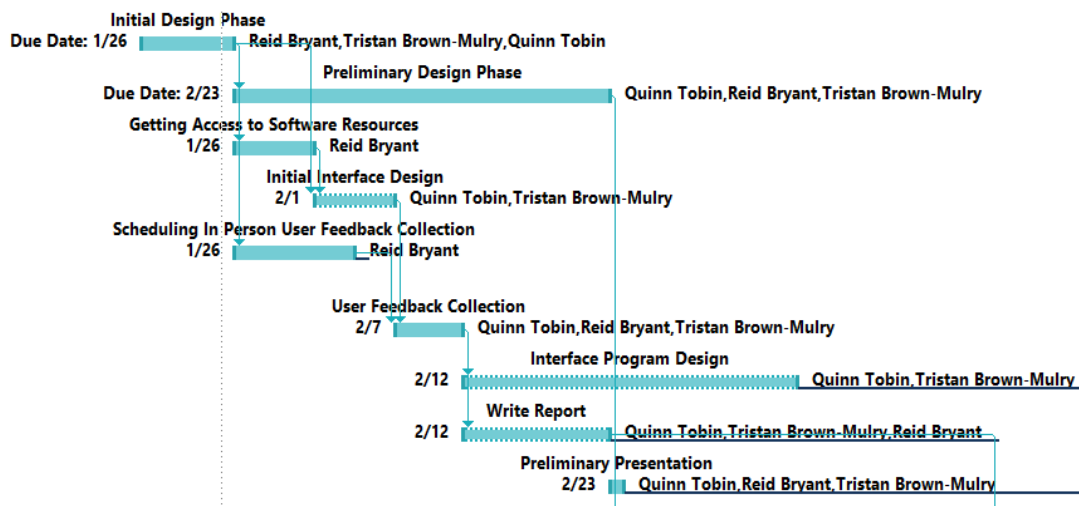 Initial Design Phase
Due Date: 1/26 Reid Bryant,Tristan Brown-Mulry,Quinn Tobin
Preliminary Design Phase
Due Date: 2/23 Quinn Tobin,Reid Bryant,Tristan Brown-Mulry
Getting Access to Software Resources
1/26 Reid Bryant
Initial Interface Design
2/1 Quinn Tobin,Tristan Brown-Mulry
Scheduling In Person User Feedback Collection
1/26 Reid Bryant
User Feedback Collection
2/7 Quinn Tobin,Reid Bryant,Tristan Brown-Mulry
Interface Program Design
2/12 Quinn Tobin,Tristan Brown-Mulry
Write Report
2/12 Quinn Tobin,Tristan Brown-Mulry,Reid Bryant
Preliminary Presentation
2/23 Quinn Tobin,Reid Bryant,Tristan Brown-Mulry